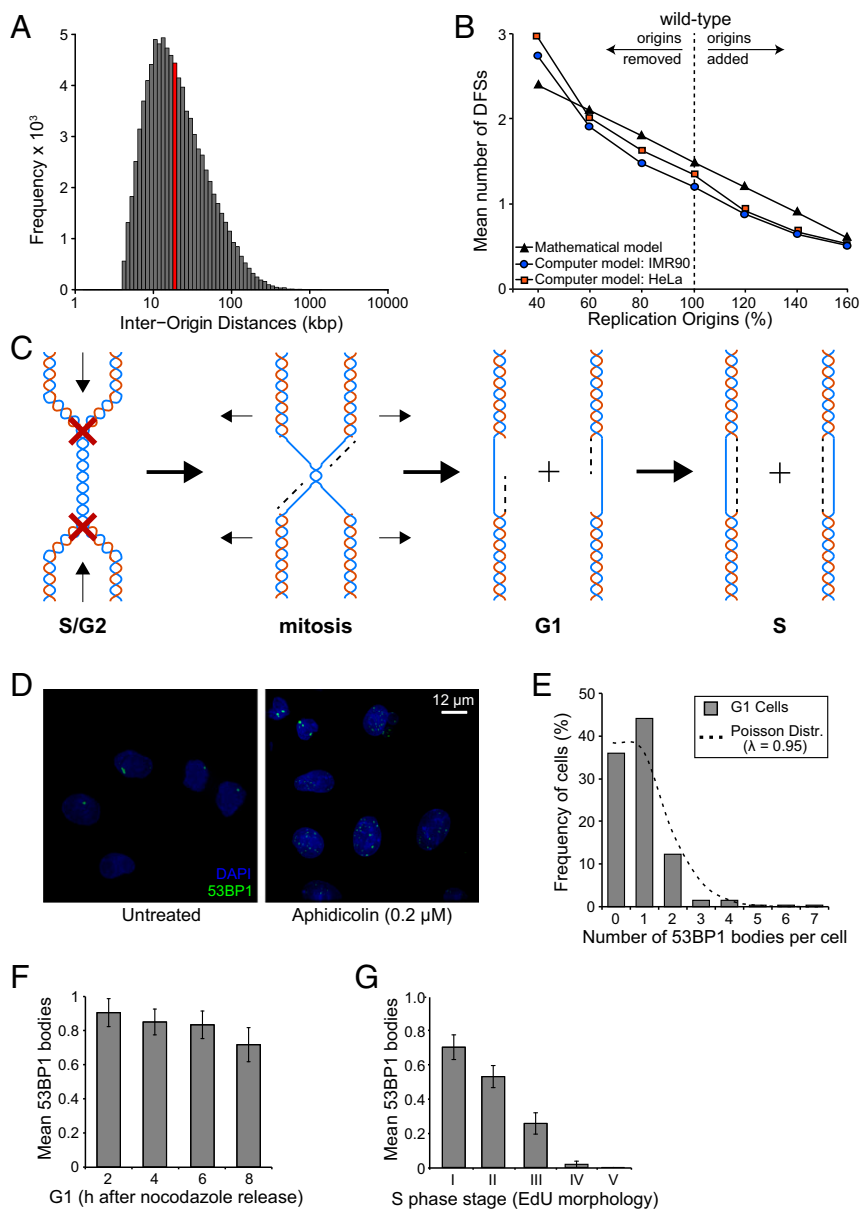 A
Frequency x 10³
5
4
3
2
1
0
1
10
100
1000
10000
Inter−Origin Distances (kbp)
B
wild-type
origins removed
origins added
Mean number of DFSs
3
2
1
0
Mathematical model
Computer model: IMR90
Computer model: HeLa
40
60
80
100
120
140
160
Replication Origins (%)
C
+
+
S/G2
mitosis
G1
S
D
12 µm
DAPI
53BP1
Untreated
Aphidicolin (0.2 µM)
E
Frequency of cells (%)
50
40
30
20
10
0
G1 Cells
Poisson Distr.
(λ = 0.95)
0 1 2 3 4 5 6 7
Number of 53BP1 bodies per cell
F
Mean 53BP1 bodies
1
0.8
0.6
0.4
0.2
0
2 4 6 8
G1 (h after nocodazole release)
G
Mean 53BP1 bodies
1.0
0.8
0.6
0.4
0.2
0
I II III IV V
S phase stage (EdU morphology)